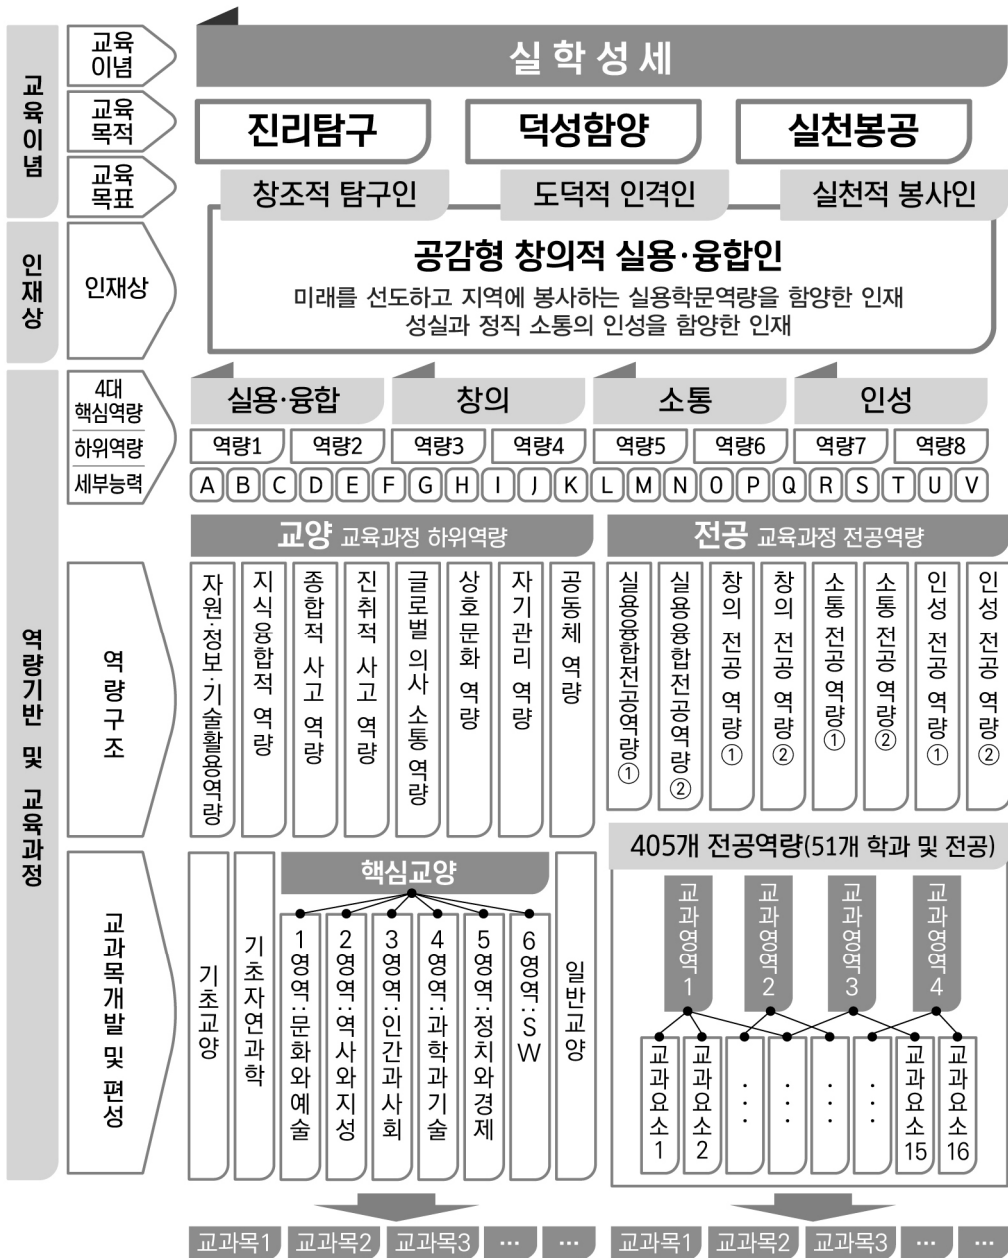 교육이념
교육
이념
실학성세
교육
목적
진리탐구
덕성함양
실천봉공
교육
목표
창조적 탐구인
도덕적 인격인
실천적 봉사인
인재상
인재상
공감형 창의적 실용·융합인
미래를 선도하고 지역에 봉사하는 실용학문역량을 함양한 인재
성실과 정직 소통의 인성을 함양한 인재
역량기반 및 교육과정
4대
핵심역량
하위역량
세부능력
실용·융합
창의
소통
인성
역량1 역량2 역량3 역량4 역량5 역량6 역량7 역량8
A B C D E F G H I J K L M N O P Q R S T U V
역량구조
교양 교육과정 하위역량
자원·정보·기술활용역량
지식융합적 역량
종합적 사고 역량
진취적 사고 역량
글로벌 의사 소통 역량
상호문화 역량
자기관리 역량
공동체 역량
전공 교육과정 전공역량
실용융합전공역량①
실용융합전공역량②
창의 전공 역량①
창의 전공 역량②
소통 전공 역량①
소통 전공 역량②
인성 전공 역량①
인성 전공 역량②
교과목개발 및 편성
기초교양
기초자연과학
핵심교양
1영역:문화와예술
2영역:역사와지성
3영역:인간과사회
4영역:과학과기술
5영역:정치와경제
6영역:SW
일반교양
405개 전공역량(51개 학과 및 전공)
교과영역1
교과영역2
교과영역3
교과영역4
교과요소1
교과요소2
...
...
...
...
교과요소15
교과요소16
교과목1 교과목2 교과목3 ... ...
교과목1 교과목2 교과목3 ... ...